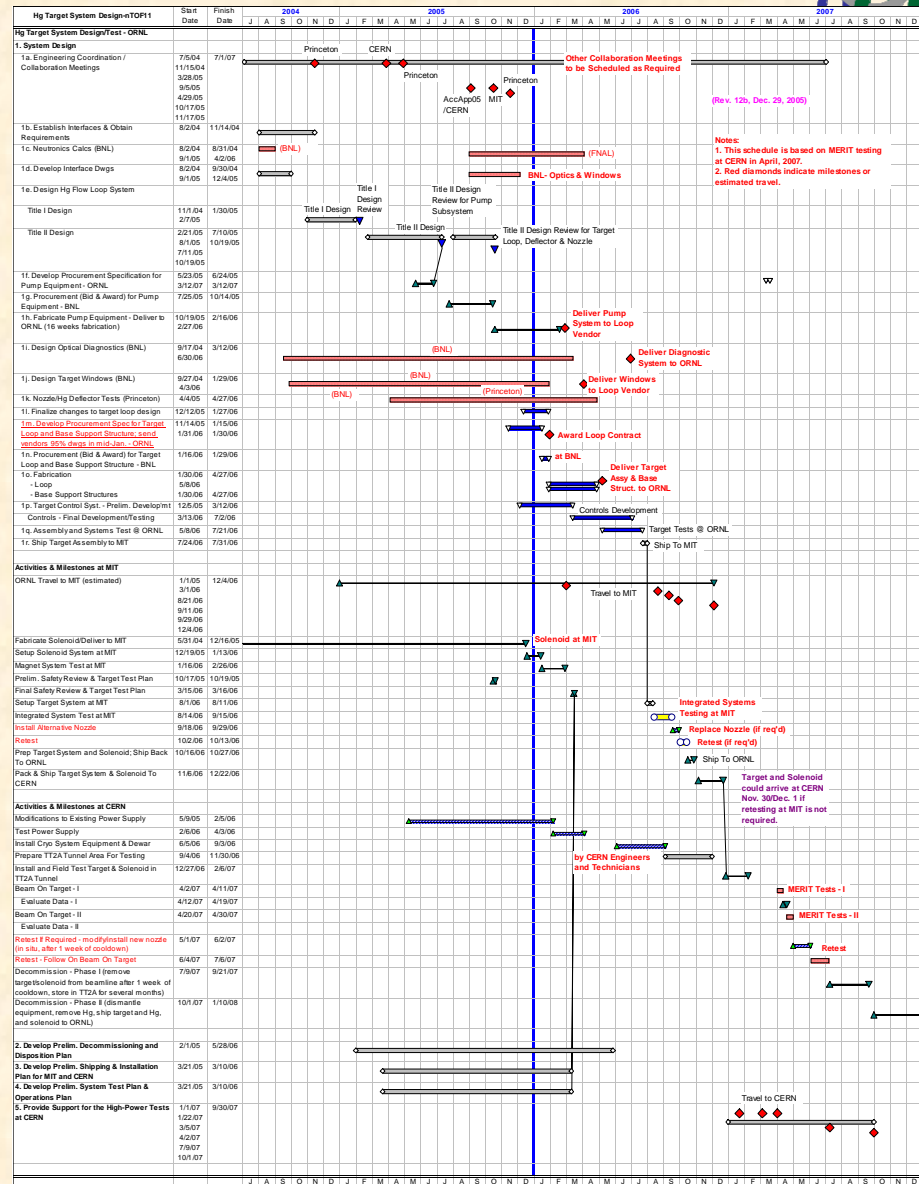 Hg Target System Design-nTOF11 Start Finish 2004 2005 2006 2007
Date Date J A S O N D J F M A M J J A S O N D J F M A M J J A S O N D J F M A M J J A S O N D
Hg Target System Design/Test - ORNL
1. System Design
Princeton CERN
1a. Engineering Coordination / 7/5/04 7/1/07 Other Collaboration Meetings
Collaboration Meetings 11/15/04 to be Scheduled as Required
3/28/05 Princeton
9/5/05 Princeton
4/29/05 AccApp05 MIT
10/17/05 /CERN
11/17/05
(Rev. 12b, Dec. 29, 2005)
1b. Establish Interfaces & Obtain 8/2/04 11/14/04
Requirements
Notes:
1. This schedule is based on MERIT testing
at CERN in April, 2007.
2. Red diamonds indicate milestones or
estimated travel.
1c. Neutronics Calcs (BNL) 8/2/04 8/31/04 (BNL) (FNAL)
9/1/05 4/2/06
1d. Develop Interface Dwgs 8/2/04 9/30/04
9/1/05 12/4/05 BNL- Optics & Windows
1e. Design Hg Flow Loop System
Title I
Design
Review
Title II Design
Review for Pump
Subsystem
Title I Design 11/1/04 1/30/05 Title I Design
2/7/05
Title II Design 2/21/05 7/10/05 Title II Design
8/1/05 10/19/05 Title II Design Review for Target
7/11/05 Loop, Deflector & Nozzle
10/19/05
1f. Develop Procurement Specification for 5/23/05 6/24/05
Pump Equipment - ORNL 3/12/07 3/12/07
1g. Procurement (Bid & Award) for Pump 7/25/05 10/14/05
Equipment - BNL
1h. Fabricate Pump Equipment - Deliver to 10/19/05 2/16/06
ORNL (16 weeks fabrication) 2/27/06
Deliver Pump
System to Loop
Vendor
1i. Design Optical Diagnostics (BNL) 9/17/04 3/12/06 (BNL)
6/30/06
Deliver Diagnostic
System to ORNL
1j. Design Target Windows (BNL) 9/27/04 1/29/06 (BNL)
4/3/06
Deliver Windows
to Loop Vendor
1k. Nozzle/Hg Deflector Tests (Princeton) 4/4/05 4/27/06 (BNL) (Princeton)
1l. Finalize changes to target loop design 12/12/05 1/27/06
1m. Develop Procurement Spec for Target 11/14/05 1/15/06
Loop and Base Support Structure; send 1/31/06 1/30/06
vendors 95% dwgs in mid-Jan. - ORNL
Award Loop Contract
1n. Procurement (Bid & Award) for Target 1/16/06 1/29/06 at BNL
Loop and Base Support Structure - BNL
1o. Fabrication 1/30/06 4/27/06
- Loop 5/8/06
- Base Support Structures 1/30/06 4/27/06
Deliver Target
Assy & Base
Struct. to ORNL
1p. Target Control Syst. - Prelim. Develp'mt 12/5/05 3/12/06
Controls - Final Development/Testing 3/13/06 7/2/06 Controls Development
1q. Assembly and Systems Test @ ORNL 5/8/06 7/21/06 Target Tests @ ORNL
1r. Ship Target Assembly to MIT 7/24/06 7/31/06 Ship To MIT
Activities & Milestones at MIT
ORNL Travel to MIT (estimated) 1/1/05 12/4/06
3/1/06 Travel to MIT
8/21/06
9/11/06
9/29/06
12/4/06
Fabricate Solenoid/Deliver to MIT 5/31/04 12/16/05 Solenoid at MIT
Setup Solenoid System at MIT 12/19/05 1/13/06
Magnet System Test at MIT 1/16/06 2/26/06
Prelim. Safety Review & Target Test Plan 10/17/05 10/19/05
Final Safety Review & Target Test Plan 3/15/06 3/16/06
Setup Target System at MIT 8/1/06 8/11/06
Integrated Systems
Testing at MIT
Integrated System Test at MIT 8/14/06 9/15/06
Install Alternative Nozzle 9/18/06 9/29/06 Replace Nozzle (if req'd)
Retest 10/2/06 10/13/06 Retest (if req'd)
Prep Target System and Solenoid; Ship Back 10/16/06 10/27/06 Ship To ORNL
To ORNL
Pack & Ship Target System & Solenoid To 11/6/06 12/22/06
CERN
Target and Solenoid
could arrive at CERN
Nov. 30/Dec. 1 if
retesting at MIT is not
required.
Activities & Milestones at CERN
Modifications to Existing Power Supply 5/9/05 2/5/06
Test Power Supply 2/6/06 4/3/06
Install Cryo System Equipment & Dewar 6/5/06 9/3/06
Prepare TT2A Tunnel Area For Testing 9/4/06 11/30/06
by CERN Engineers
and Technicians
Install and Field Test Target & Solenoid in 12/27/06 2/6/07
TT2A Tunnel
Beam On Target - I 4/2/07 4/11/07 MERIT Tests - I
Evaluate Data - I 4/12/07 4/19/07
Beam On Target - II 4/20/07 4/30/07 MERIT Tests - II
Evaluate Data - II
Retest If Required - modify/install new nozzle 5/1/07 6/2/07
(in situ, after 1 week of cooldown) Retest
Retest - Follow On Beam On Target 6/4/07 7/6/07
Decommission - Phase I (remove 7/9/07 9/21/07
target/solenoid from beamline after 1 week of
cooldown, store in TT2A for several months)
Decommission - Phase II (dismantle 10/1/07 1/10/08
equipment, remove Hg, ship target and Hg,
and solenoid to ORNL)
2. Develop Prelim. Decommissioning and 2/1/05 5/28/06
Disposition Plan
3. Develop Prelim. Shipping & Installation 3/21/05 3/10/06
Plan for MIT and CERN
4. Develop Prelim. System Test Plan & 3/21/05 3/10/06
Operations Plan
5. Provide Support for the High-Power Tests 1/1/07 9/30/07 Travel to CERN
at CERN 1/22/07
3/5/07
4/2/07
7/9/07
10/1/07
J A S O N D J F M A M J J A S O N D J F M A M J J A S O N D J F M A M J J A S O N D